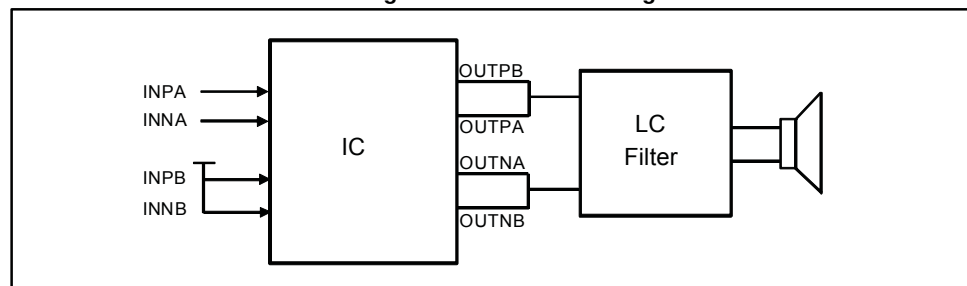 INPA
INNA
INPB
INNB
IC
OUTPB
OUTPA
OUTNA
OUTNB
LC
Filter